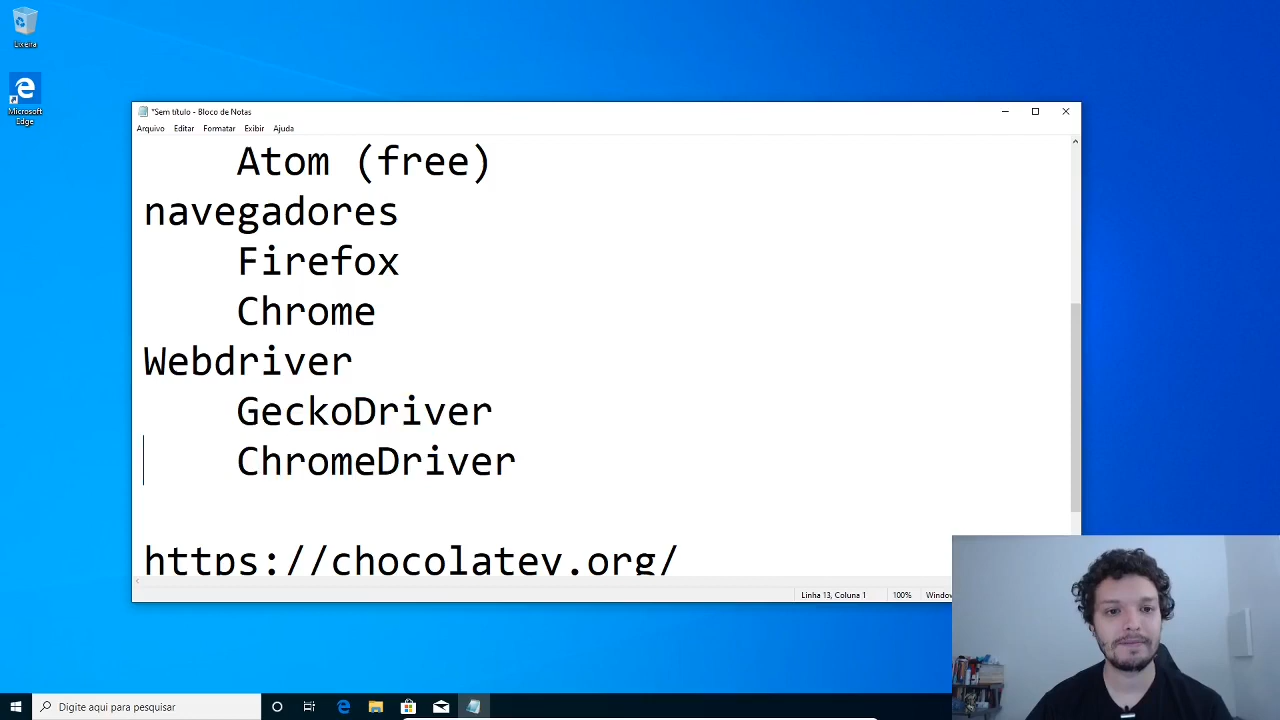 Lixeira
Microsoft
Edge
*Sem título - Bloco de Notas
Arquivo Editar Formatar Exibir Ajuda
Atom (free)
navegadores
Firefox
Chrome
Webdriver
GeckoDriver
ChromeDriver
https://chocolatey.org/
Linha 13, Coluna 1 100% Window
Digite aqui para pesquisar